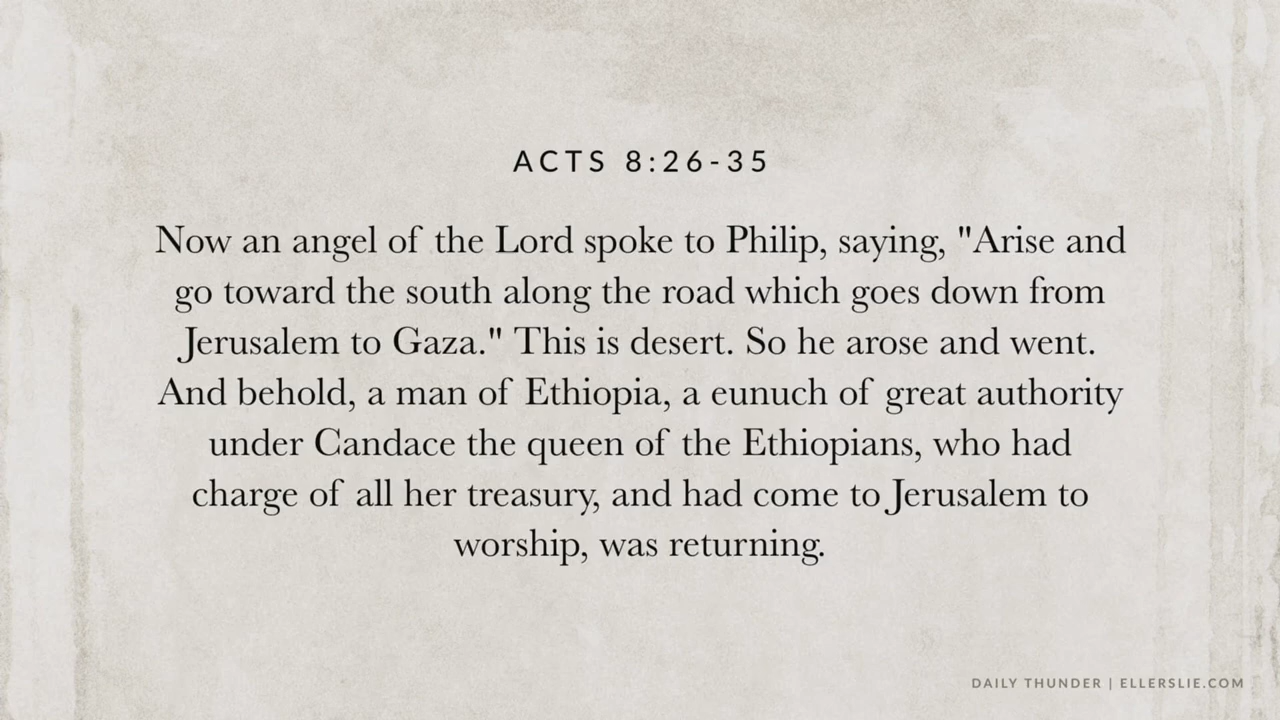 ACTS 8:26-35
Now an angel of the Lord spoke to Philip, saying, "Arise and
go toward the south along the road which goes down from
Jerusalem to Gaza." This is desert. So he arose and went.
And behold, a man of Ethiopia, a eunuch of great authority
under Candace the queen of the Ethiopians, who had
charge of all her treasury, and had come to Jerusalem to
worship, was returning.
DAILY THUNDER | ELLERSLIE.COM